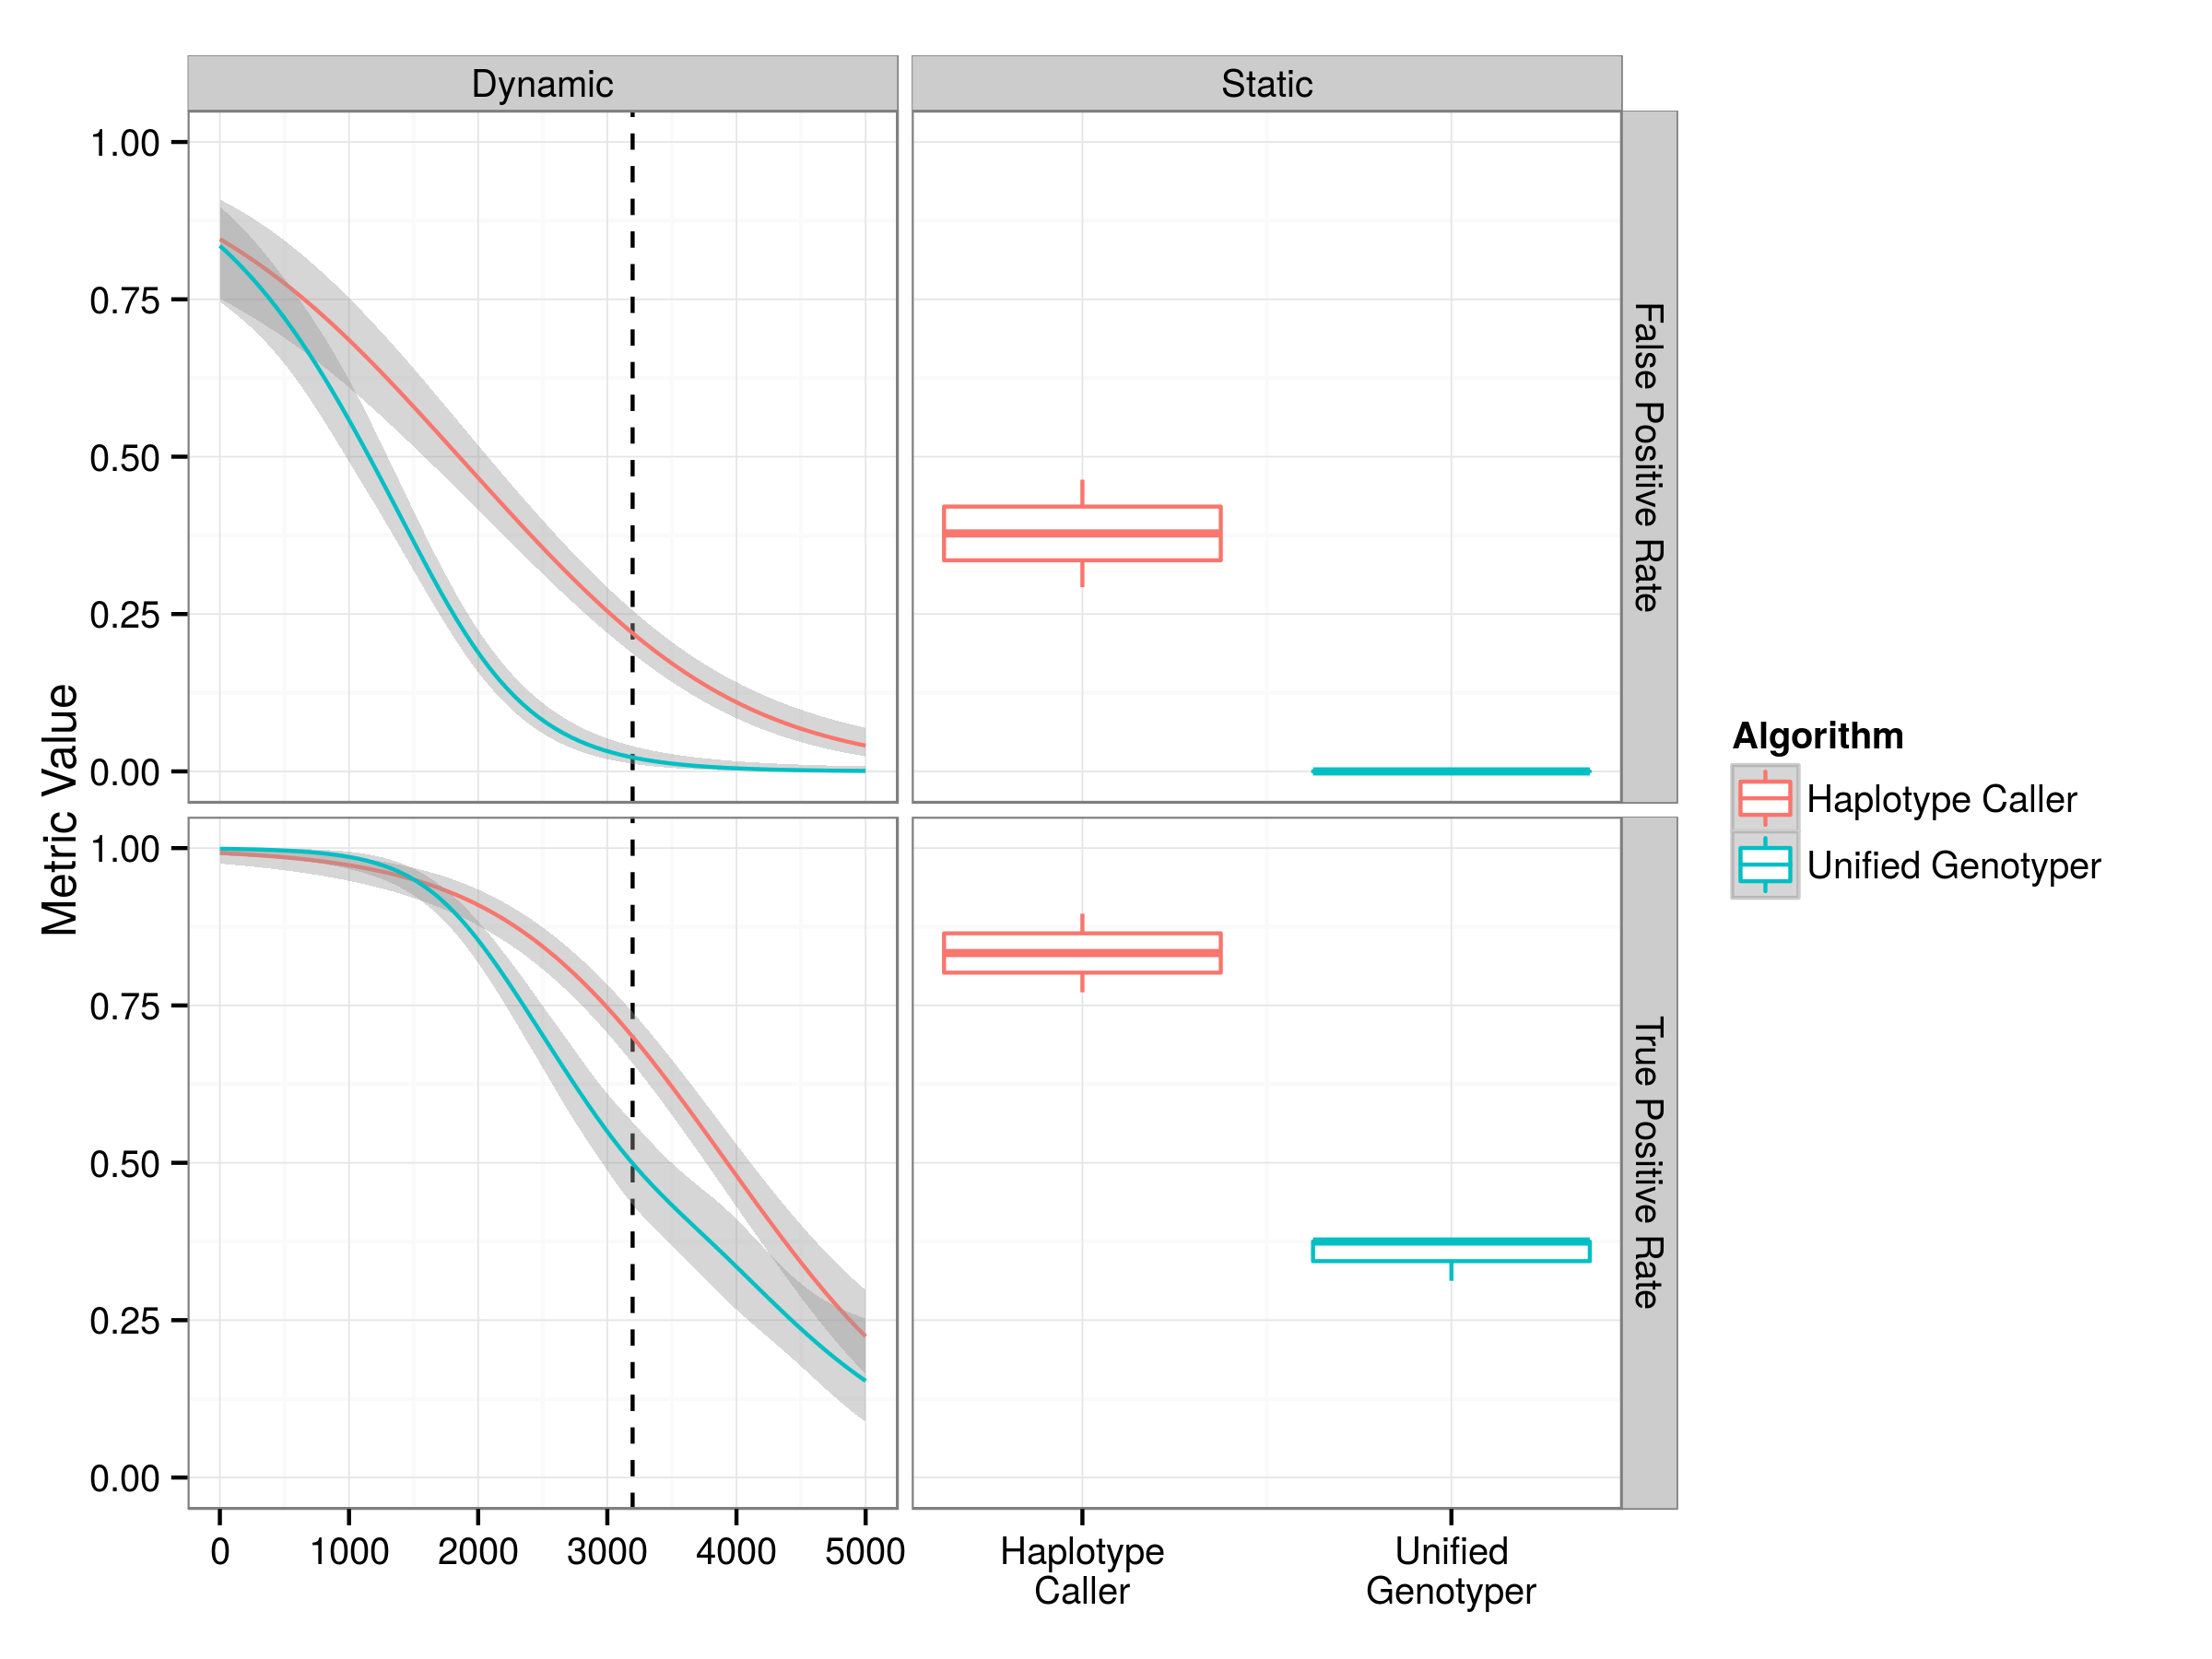 Dynamic
Static
1.00
0.75
0.50
0.25
0.00
False Positive Rate
Metric Value
1.00
0.75
0.50
0.25
0.00
True Positive Rate
0 1000 2000 3000 4000 5000
Haplotype
Caller
Unified
Genotyper
Algorithm
Haplotype Caller
Unified Genotyper